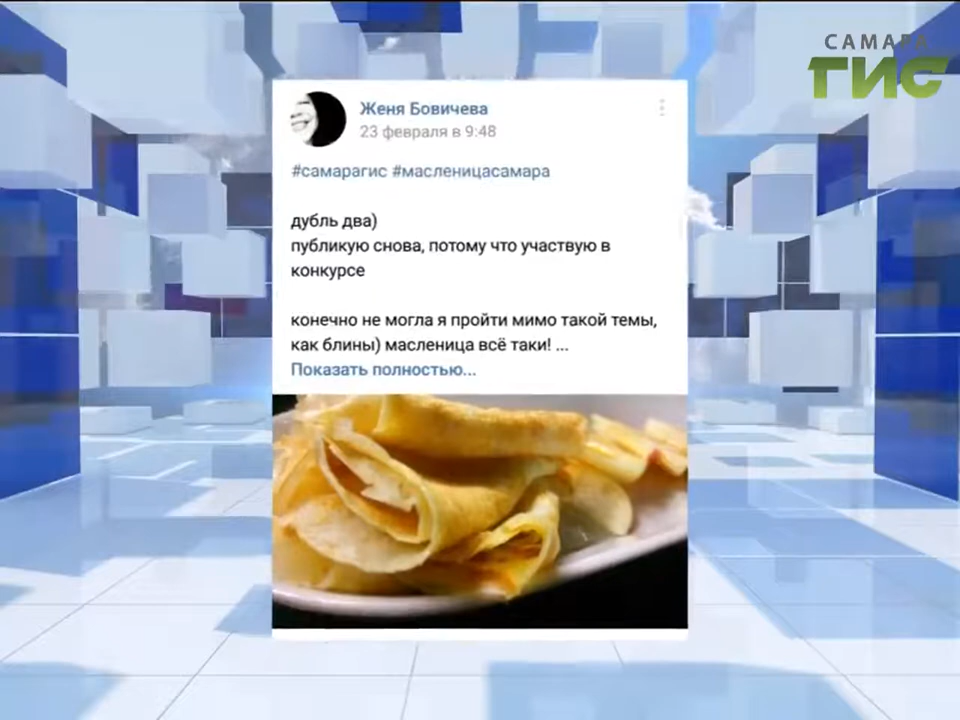 САМАРА
ГИС
Женя Бовичева
23 февраля в 9:48
#самарагис #масленицасамара
дубль два)
публикую снова, потому что участвую в
конкурсе
конечно не могла я пройти мимо такой темы,
как блины) масленица всё таки! ...
Показать полностью...